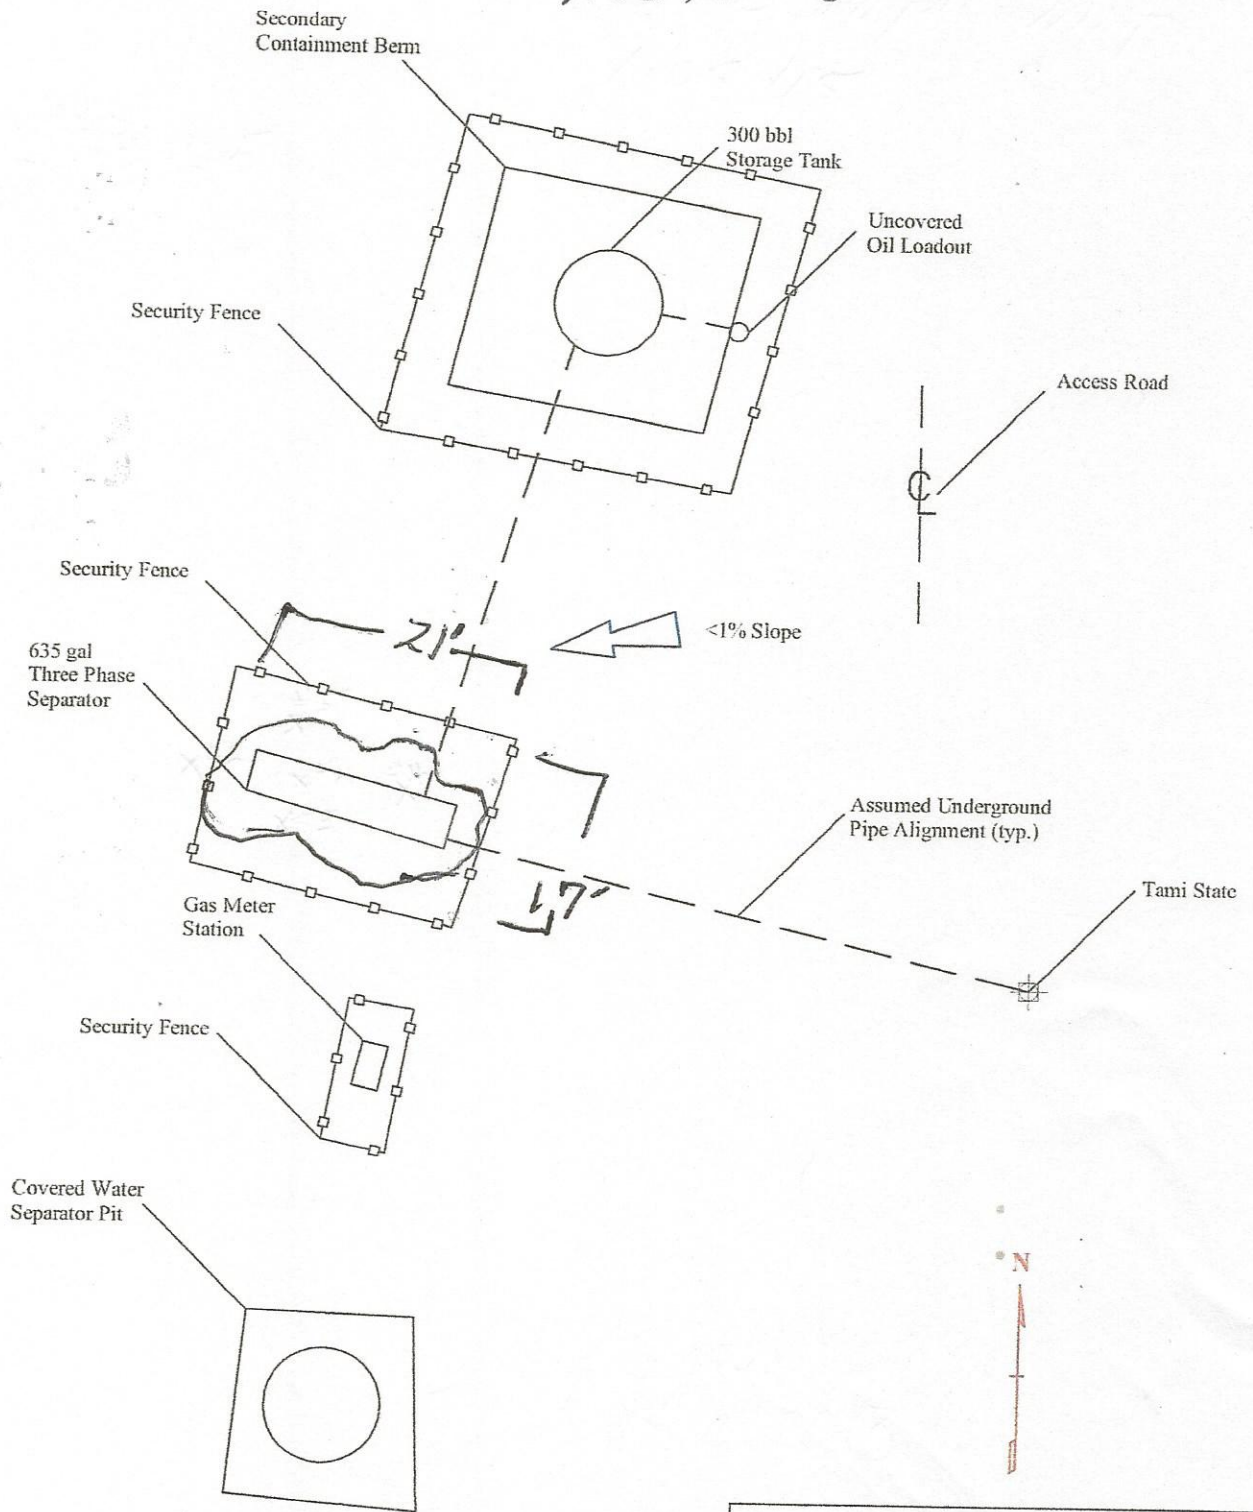 Secondary
Containment Berm
300 bbl
Storage Tank
Uncovered
Oil Loadout
Security Fence
Access Road
CL
Security Fence
21'
<1% Slope
635 gal
Three Phase
Separator
Assumed Underground
Pipe Alignment (typ.)
17'
Tami State
Gas Meter
Station
Security Fence
Covered Water
Separator Pit
N